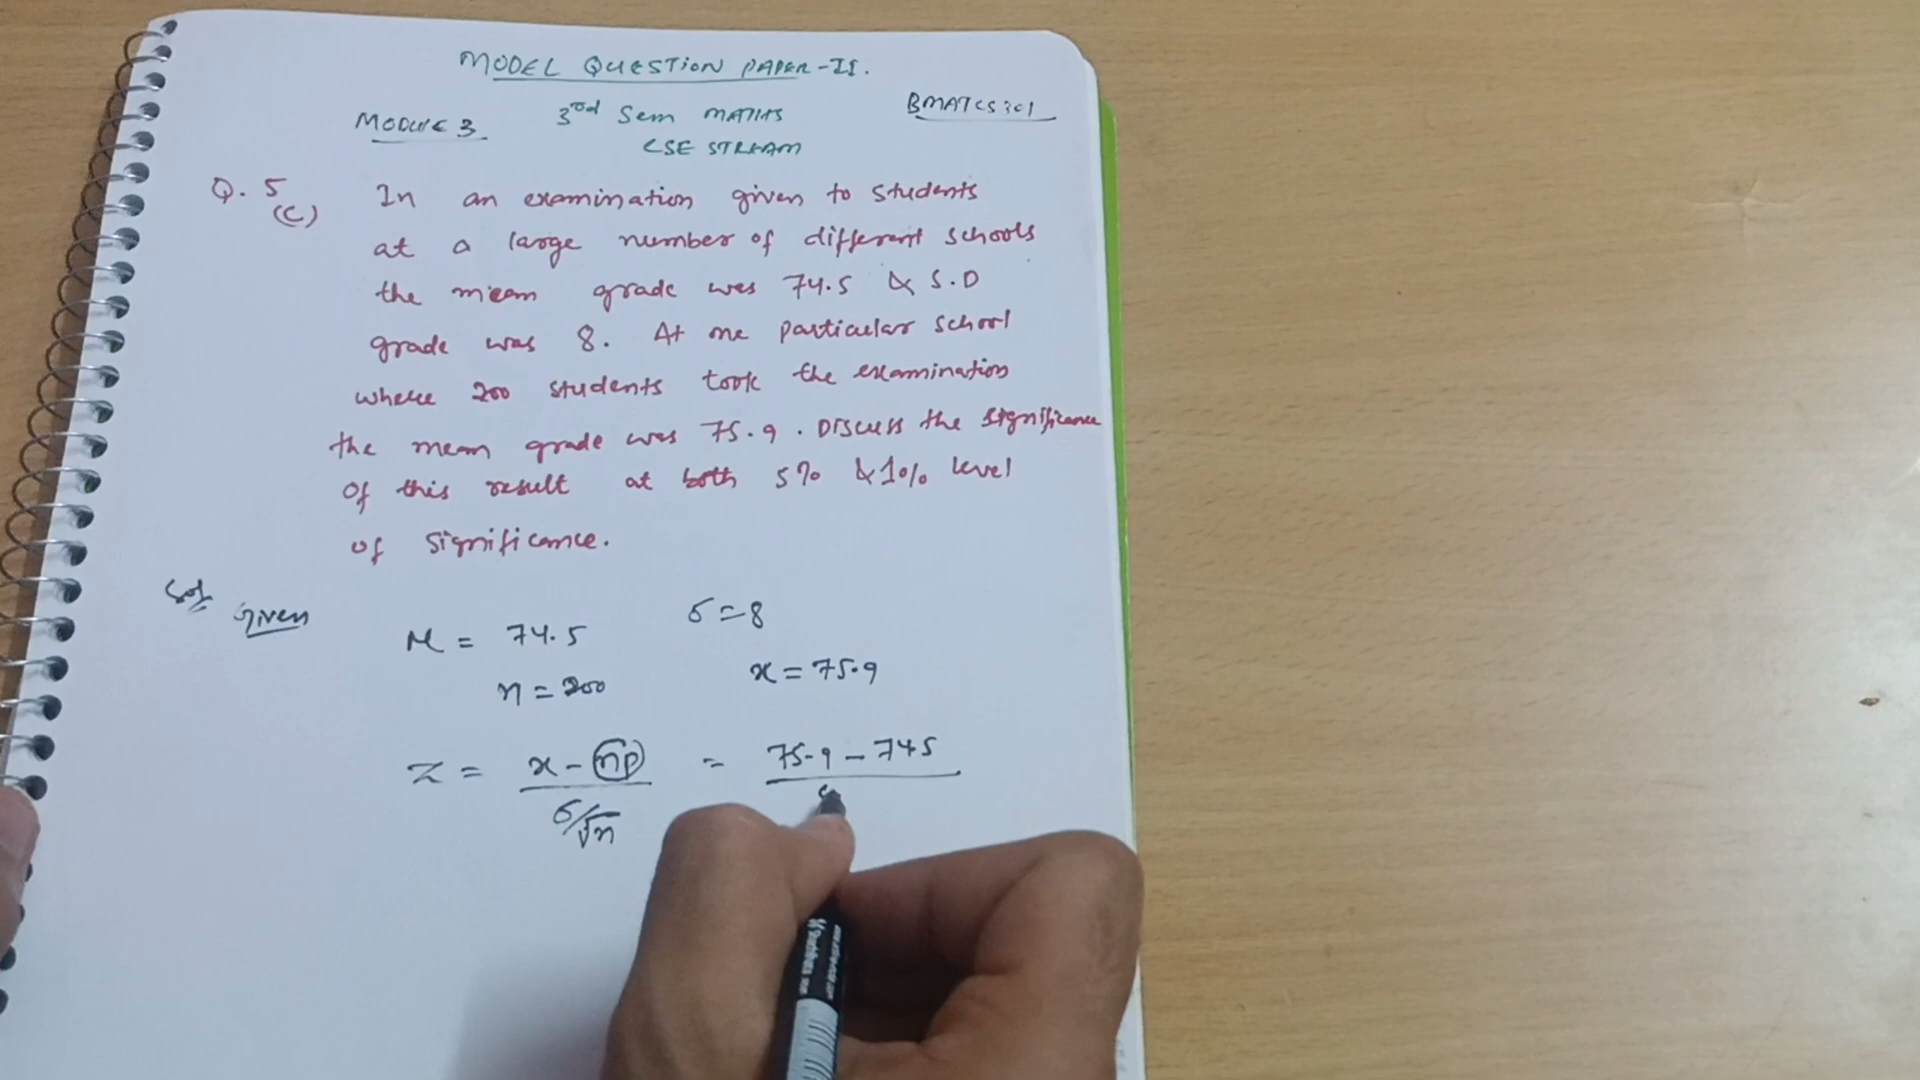 MODEL QUESTION PAPER-II.
MODULE 3 3rd Sem MATHS BMATCS301
CSE STREAM
Q. 5 In an examination given to students
(C)
at a large number of different schools
the mean grade was 74.5 & S.D
grade was 8. At one particular school
where 200 students took the examination
the mean grade was 75.9. Discuss the significance
of this result at both 5% & 1% level
of significance.
Sol given
μ = 74.5 σ = 8
n = 200 x = 75.9
Z = x - np / σ/√n = 75.9 - 745